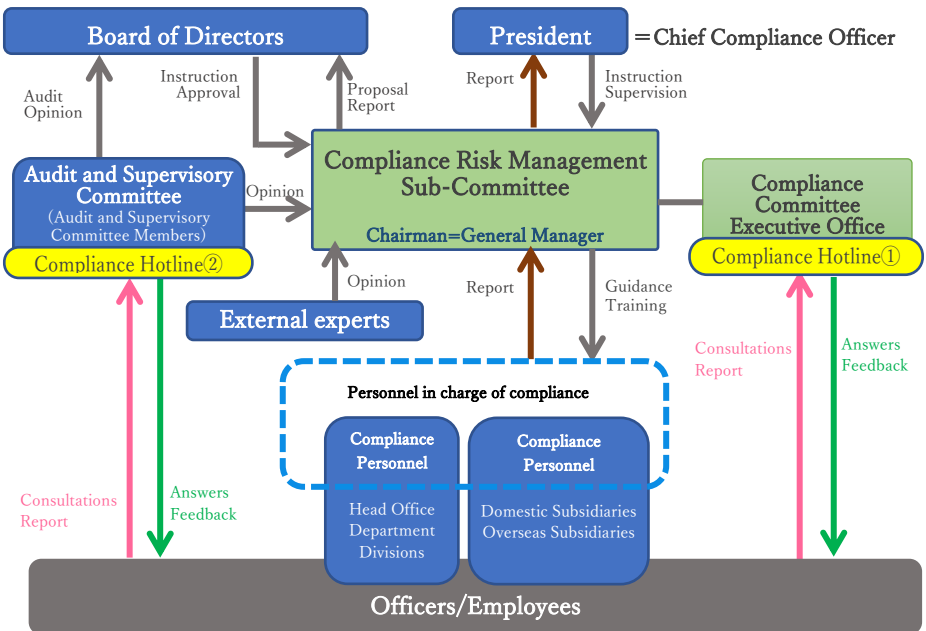 Board of Directors
President
= Chief Compliance Officer
Audit
Opinion
Instruction
Approval
Proposal
Report
Report
Instruction
Supervision
Audit and Supervisory
Committee
(Audit and Supervisory
Committee Members)
Compliance Hotline②
Opinion
Compliance Risk Management
Sub-Committee
Chairman=General Manager
Compliance
Committee
Executive Office
Compliance Hotline①
Opinion
External experts
Report
Guidance
Training
Consultations
Report
Answers
Feedback
Personnel in charge of compliance
Compliance
Personnel
Head Office
Department
Divisions
Compliance
Personnel
Domestic Subsidiaries
Overseas Subsidiaries
Consultations
Report
Answers
Feedback
Officers/Employees